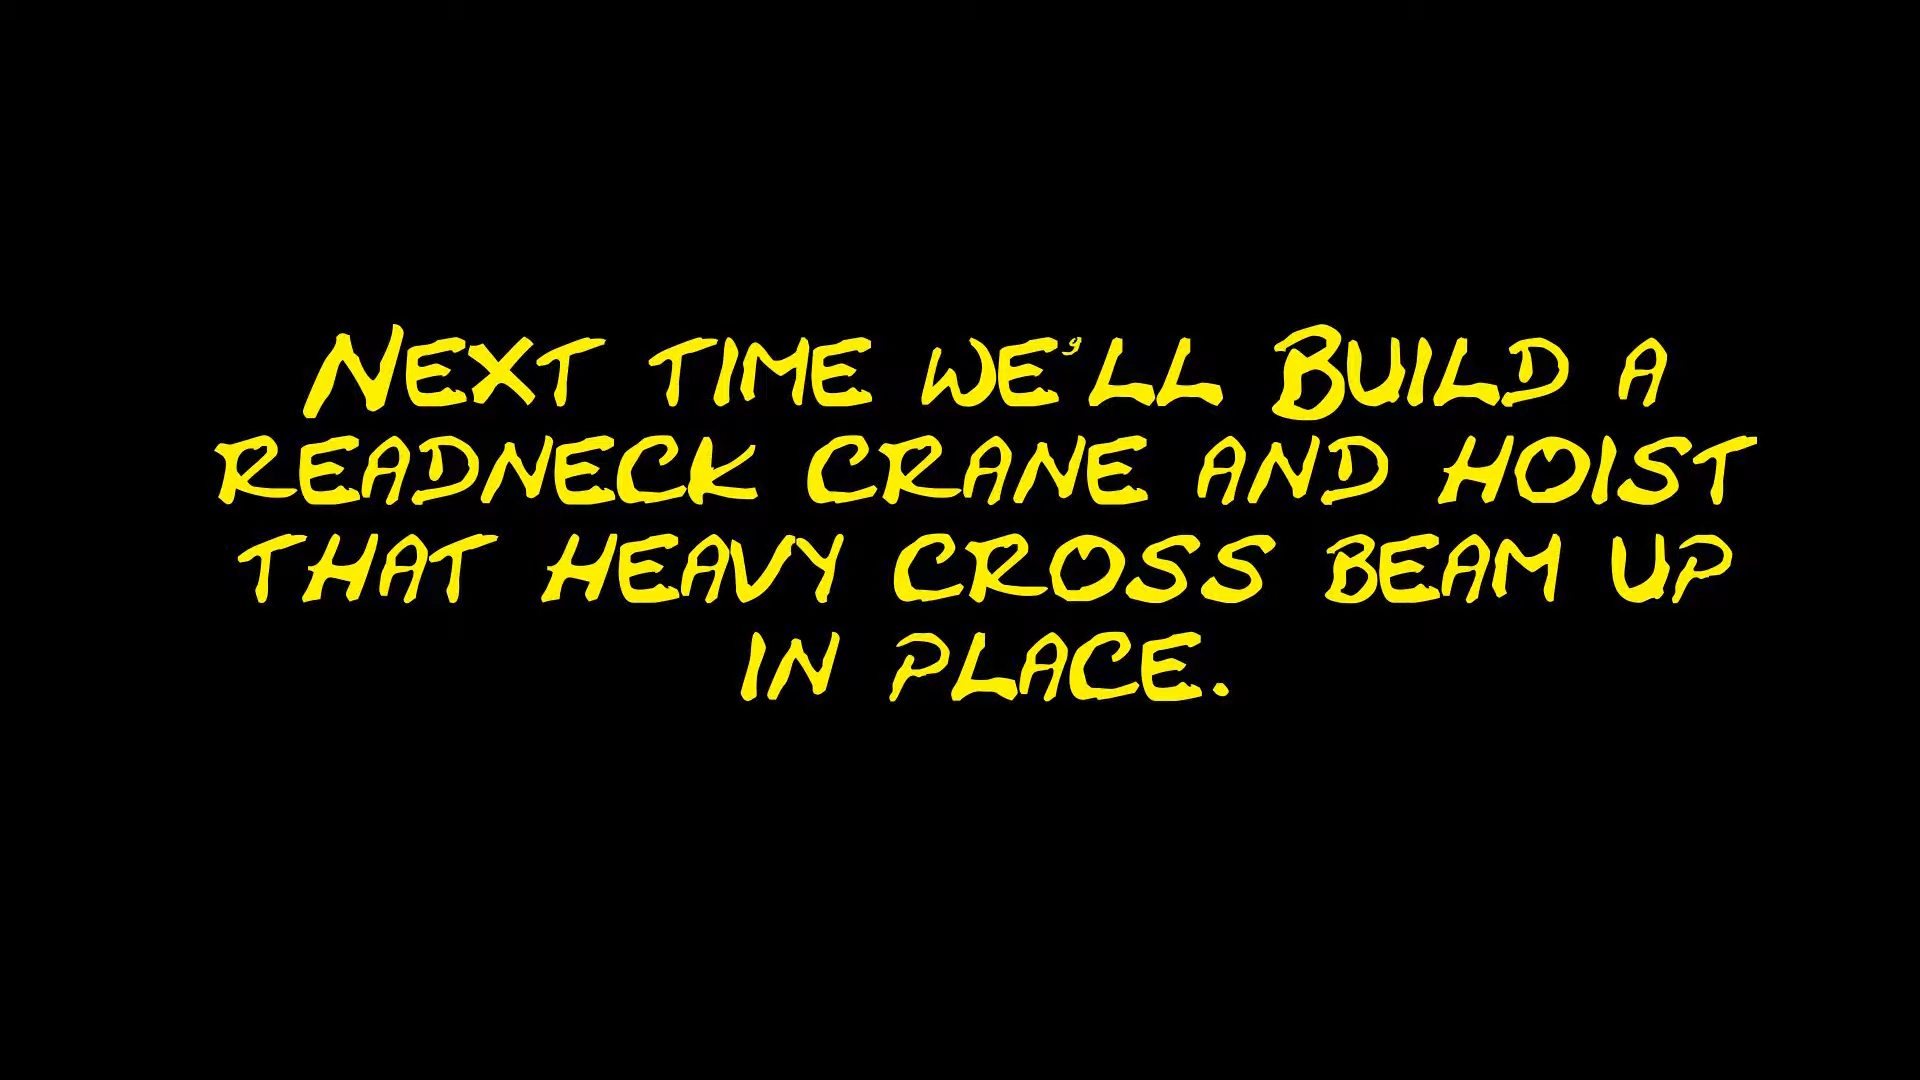 Next time we'll Build a
readneck crane and hoist
that heavy cross beam up
in place.